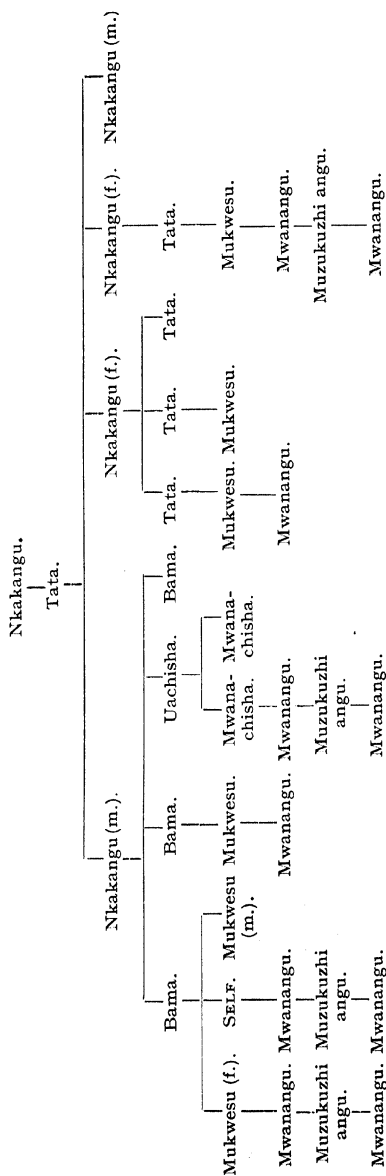 Nkakangu.
Tata.
Nkakangu (m.). Nkakangu (f.). Nkakangu (f.). Nkakangu (m.)
Bama. Bama. Uachisha. Bama. Tata. Tata. Tata. Tata.
Mukwesu (f.). SELF. Mukwesu (m.). Mukwesu Mwana-chisha. Mwana-chisha. Mukwesu. Mukwesu. Mukwesu.
Mwanangu. Mwanangu. Mwanangu. Mwanangu. Mwanangu. Mwanangu.
Muzukuzhi angu. Muzukuzhi angu. Muzukuzhi angu. Muzukuzhi angu.
Mwanangu. Mwanangu. Mwanangu. Mwanangu.